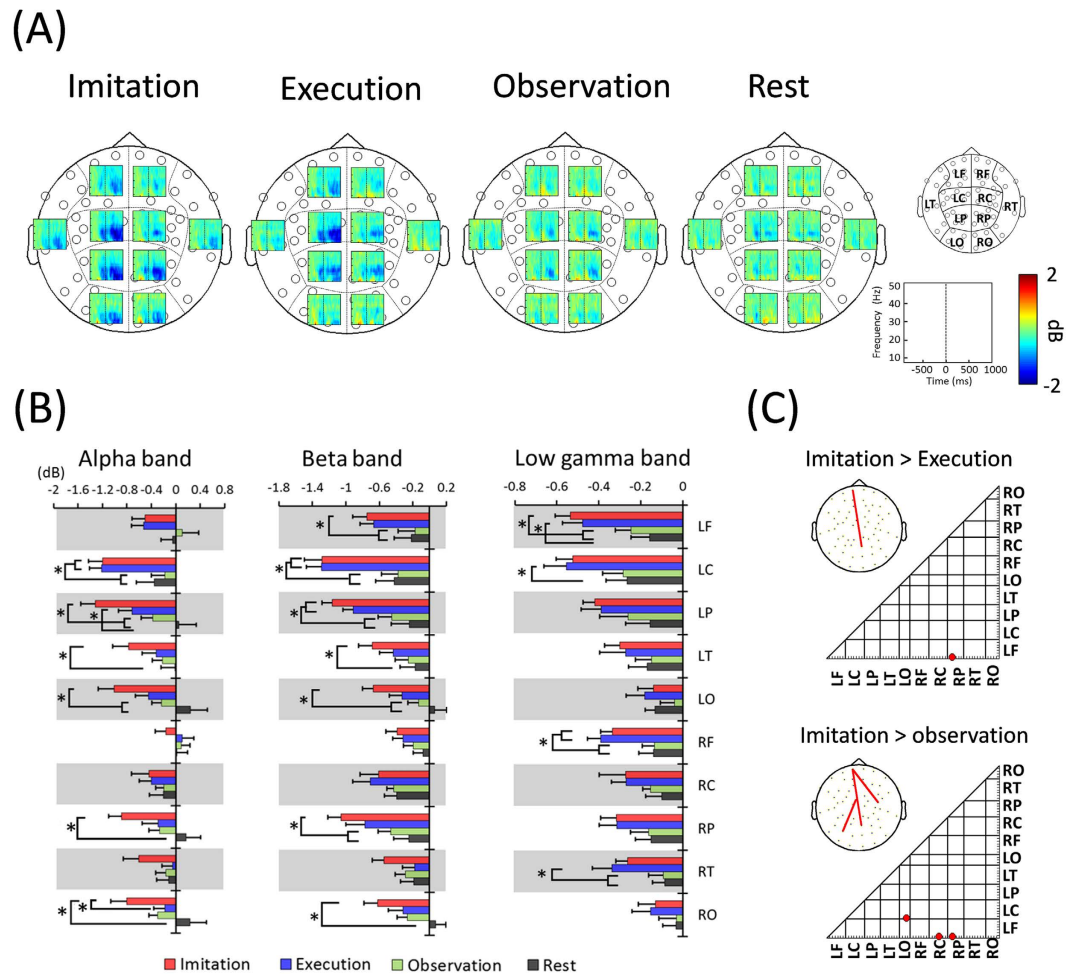 (A)
Imitation
Execution
Observation
Rest
LF RF
LT LC RC RT
LP RP
LO RO
2
dB
-2
Frequency (Hz)
50
40
30
20
10
-500 0 500 1000
Time (ms)
(B)
(C)
Alpha band
Beta band
Low gamma band
(dB)
-2 -1.6 -1.2 -0.8 -0.4 0 0.4 0.8
-1.8 -1.4 -1 -0.6 -0.2 0.2
-0.8 -0.6 -0.4 -0.2 0
* * * * LF
* * * LC
* * * LP
* * LT
* * LO
* RF
RC
* * RP
* RT
* * * RO
Imitation
Execution
Observation
Rest
Imitation > Execution
RO
RT
RP
RC
RF
LO
LT
LP
LC
LF
LF LC LP LT LO RF RC RP RT RO
Imitation > observation
RO
RT
RP
RC
RF
LO
LT
LP
LC
LF
LF LC LP LT LO RF RC RP RT RO